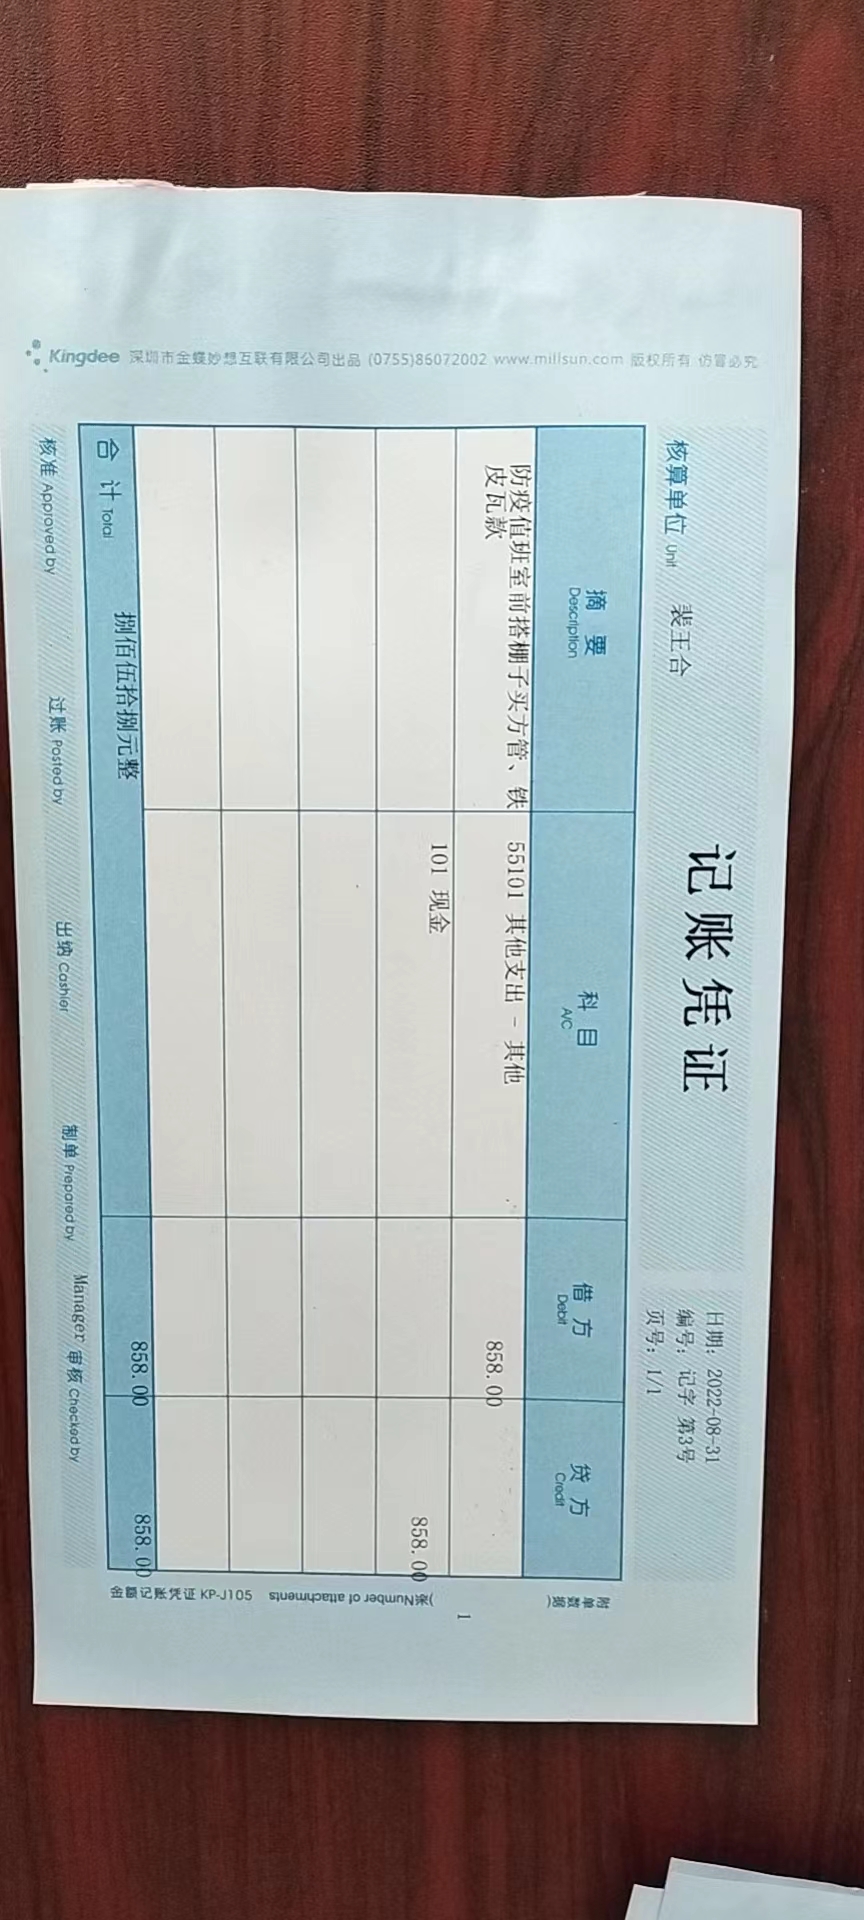 记账凭证
日期: 2022-08-31
核算单位 Unit 裴王合
编号: 记字 第3号
页号: 1/1
摘要 科目 借方 贷方
Description A/C Debit Credit
防疫值班室前搭棚子买方管、铁 55101 其他支出 - 其他 858.00
皮瓦款
101 现金 858.00
合计 Total 捌佰伍拾捌元整 858.00 858.00
附单数据(
1
张)Number of attachments
金额记账凭证 KP-J105
核准 Approved by 过账 Posted by 出纳 Cashier 制单 Prepared by Manager 审核 Checked by
Kingdee 深圳市金蝶妙想互联有限公司出品 (0755)86072002 www.millsun.com 版权所有 仿冒必究